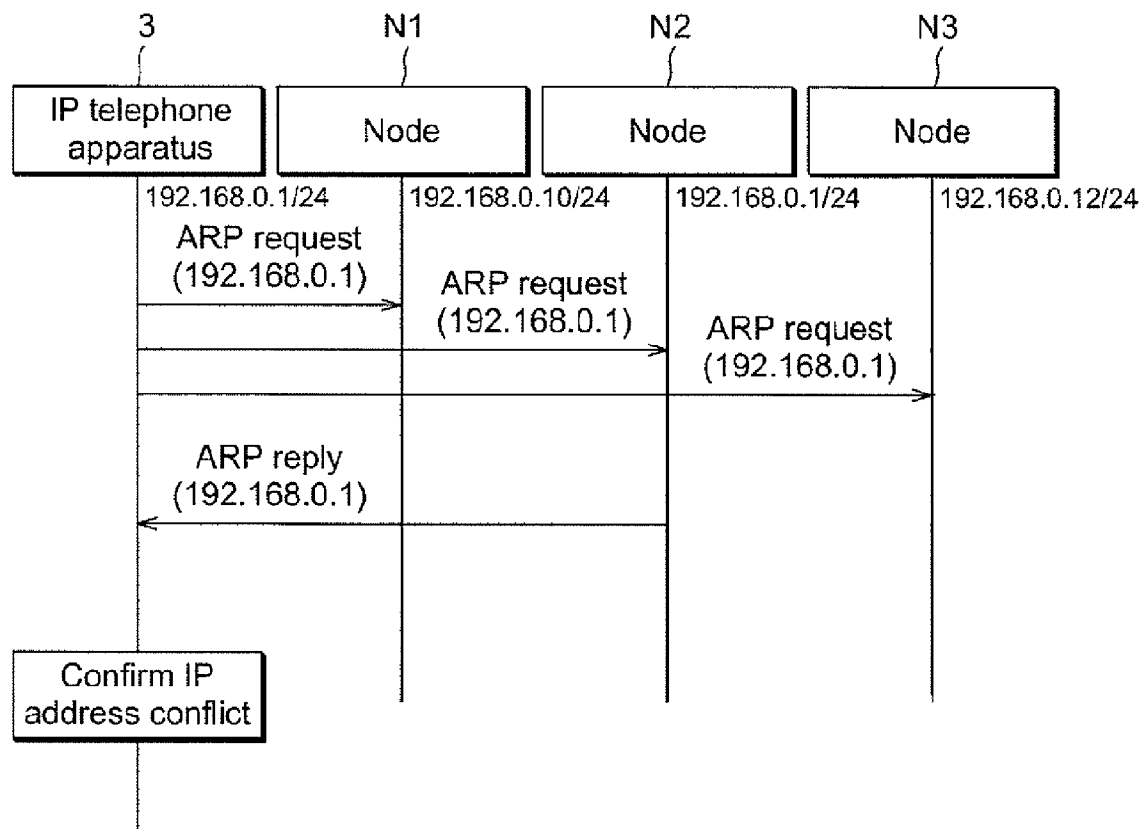 3
N1
N2
N3
IP telephone
apparatus
Node
Node
Node
192.168.0.1/24
192.168.0.10/24
192.168.0.1/24
192.168.0.12/24
ARP request
(192.168.0.1)
ARP request
(192.168.0.1)
ARP request
(192.168.0.1)
ARP reply
(192.168.0.1)
Confirm IP
address conflict